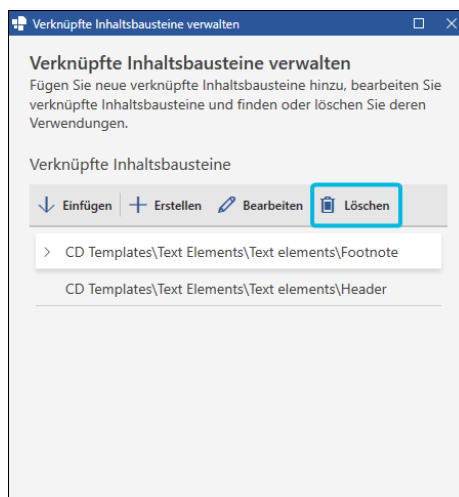 Verknüpfte Inhaltsbausteine verwalten
Verknüpfte Inhaltsbausteine verwalten
Fügen Sie neue verknüpfte Inhaltsbausteine hinzu, bearbeiten Sie
verknüpfte Inhaltsbausteine und finden oder löschen Sie deren
Verwendungen.
Verknüpfte Inhaltsbausteine
Einfügen Erstellen Bearbeiten Löschen
CD Templates\Text Elements\Text elements\Footnote
CD Templates\Text Elements\Text elements\Header